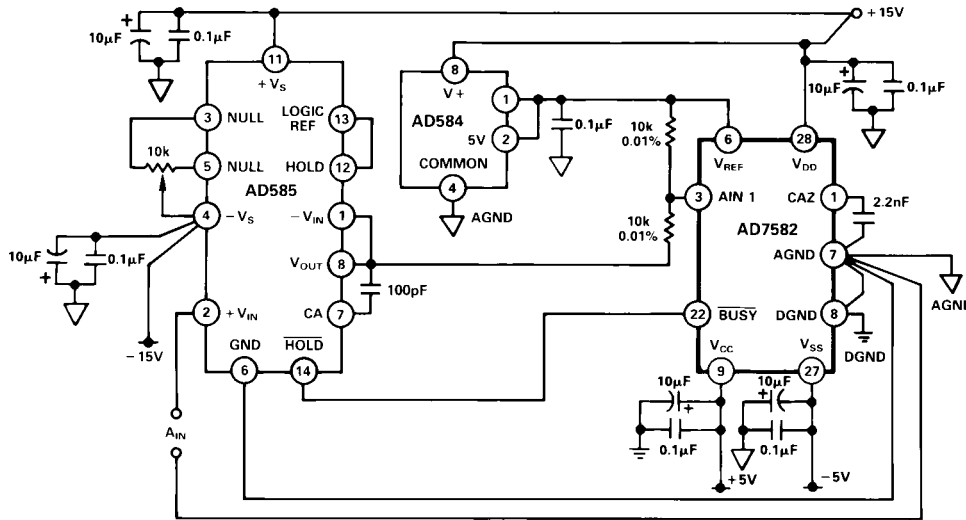 +15V
10μF
0.1μF
11
+VS
3 NULL
LOGIC REF
13
10k
5 NULL
HOLD
12
AD585
4
−VS
−VIN
1
10μF
0.1μF
VOUT
8
100pF
2
+VIN
CA
7
−15V
GND
HOLD
6
14
AIN
8
V+
1
AD584
5V
2
COMMON
4
AGND
0.1μF
10k
0.01%
10k
0.01%
10μF
0.1μF
6
VREF
28
VDD
3
AIN 1
CAZ
1
2.2nF
AD7582
AGND
7
AGN
22
BUSY
DGND
8
DGND
VCC
VSS
9
27
10μF
0.1μF
+5V
10μF
0.1μF
−5V